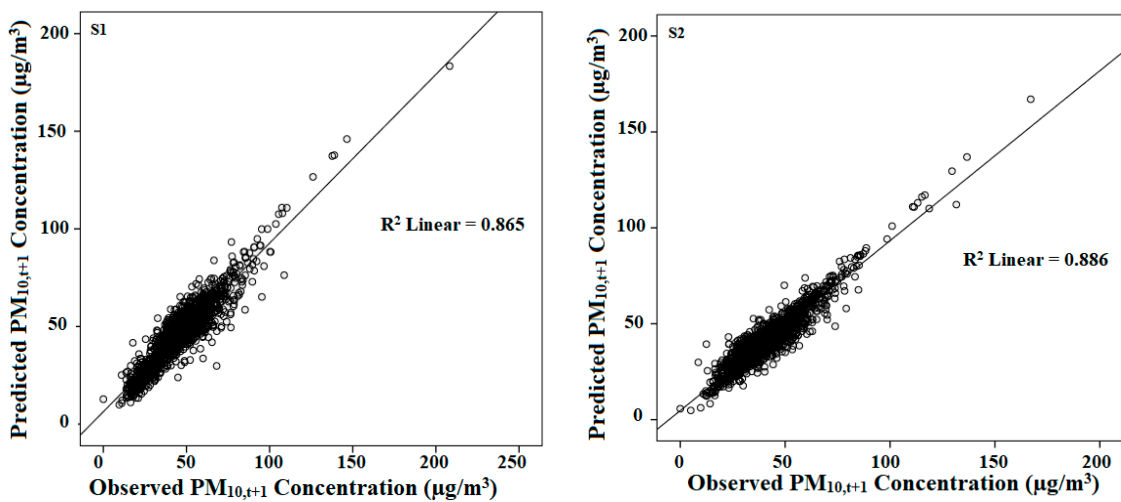 S1
Predicted PM10,t+1 Concentration (µg/m3)
200
150
100
50
0
R2 Linear = 0.865
0 50 100 150 200 250
Observed PM10,t+1 Concentration (µg/m3)
S2
Predicted PM10,t+1 Concentration (µg/m3)
200
150
100
50
0
R2 Linear = 0.886
0 50 100 150 200
Observed PM10,t+1 Concentration (µg/m3)